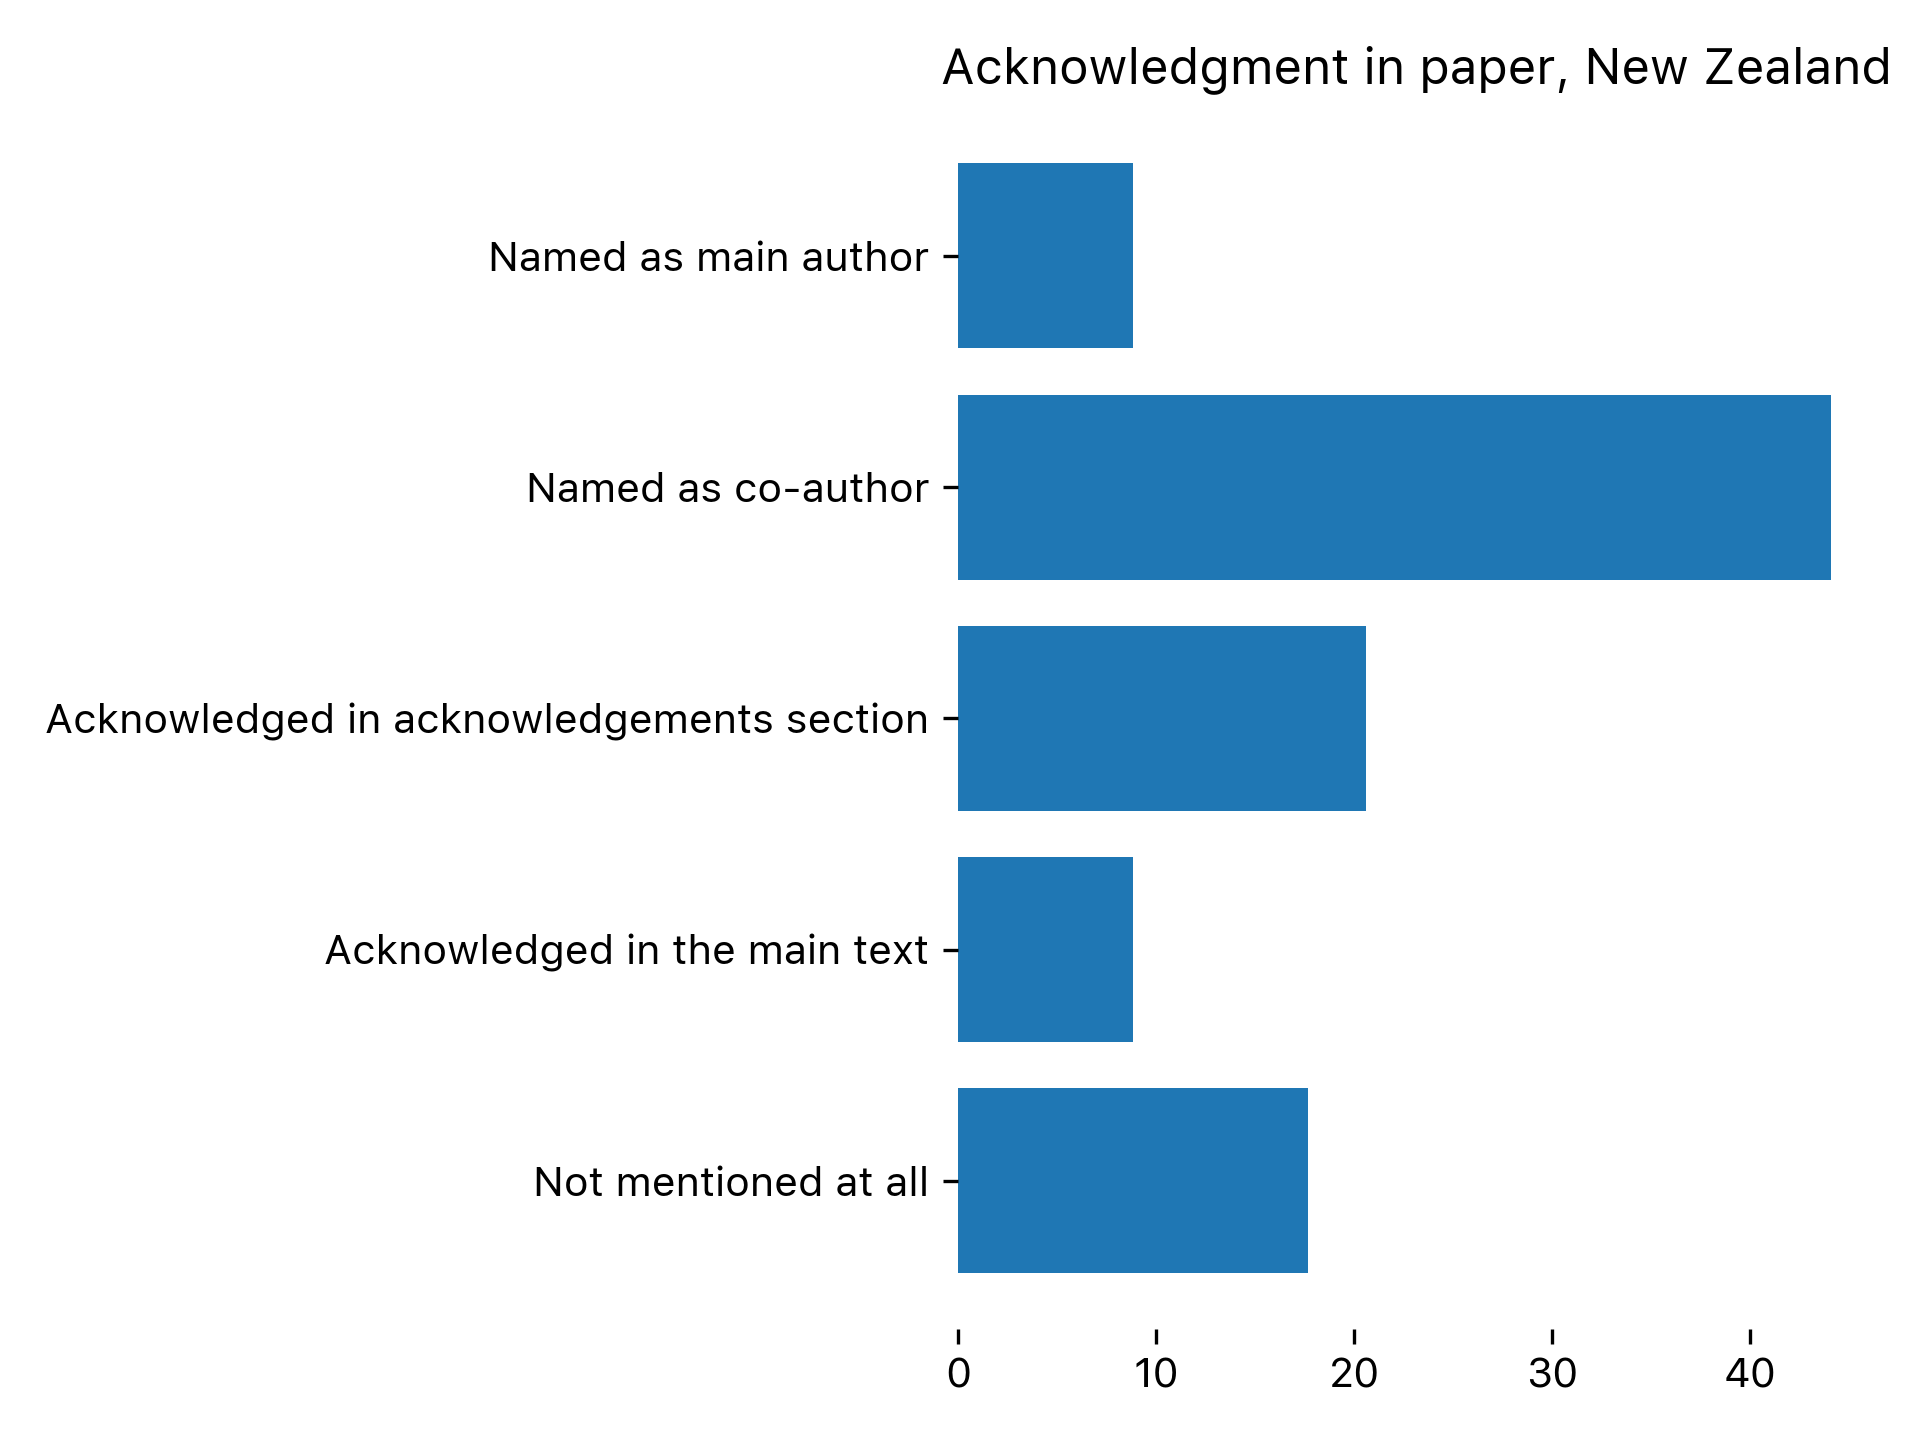 Acknowledgment in paper, New Zealand
Named as main author
Named as co-author
Acknowledged in acknowledgements section
Acknowledged in the main text
Not mentioned at all
0 10 20 30 40